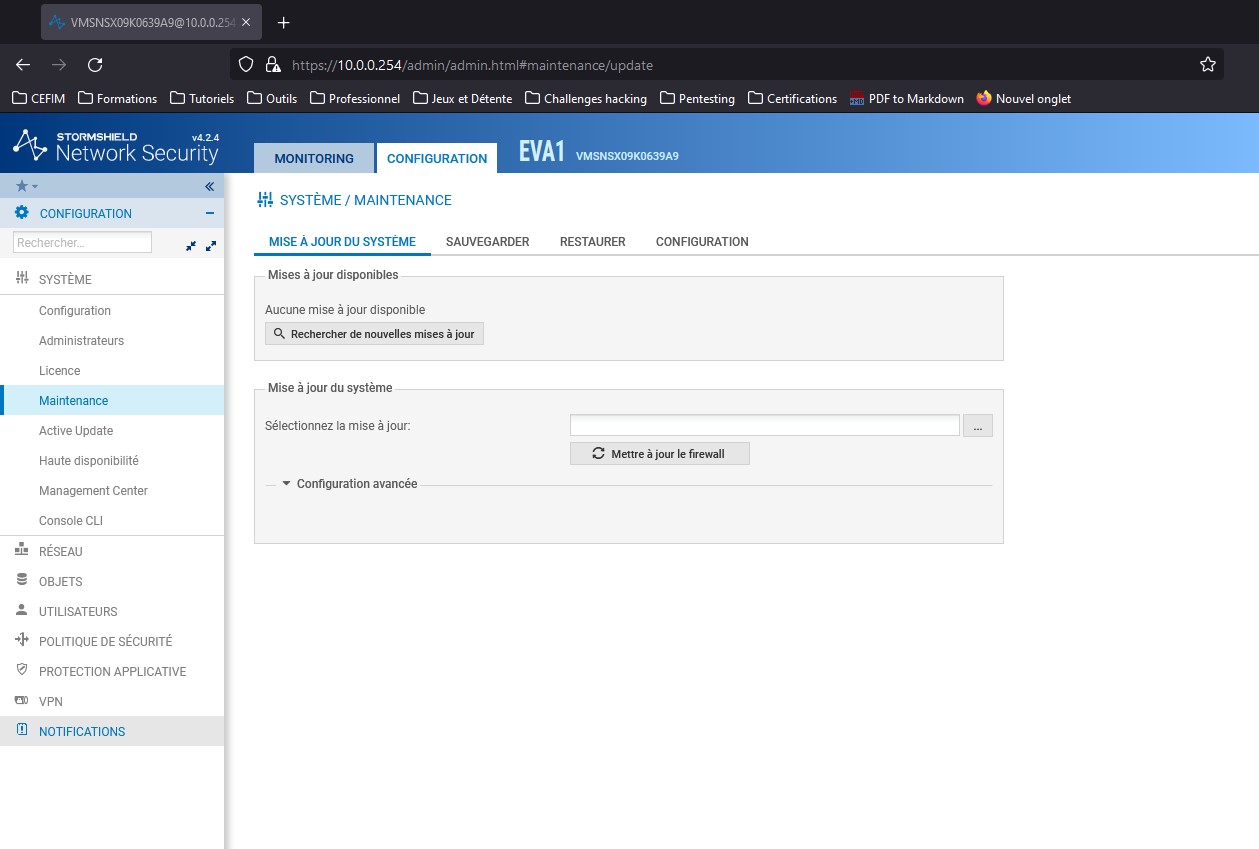 VMSNSX09K0639A9@10.0.0.254
https://10.0.0.254/admin/admin.html#maintenance/update
CEFIM Formations Tutoriels Outils Professionnel Jeux et Détente Challenges hacking Pentesting Certifications PDF to Markdown Nouvel onglet
STORMSHIELD v4.2.4
Network Security
MONITORING CONFIGURATION EVA1 VMSNSX09K0639A9
CONFIGURATION
Rechercher...
SYSTÈME
Configuration
Administrateurs
Licence
Maintenance
Active Update
Haute disponibilité
Management Center
Console CLI
RÉSEAU
OBJETS
UTILISATEURS
POLITIQUE DE SÉCURITÉ
PROTECTION APPLICATIVE
VPN
NOTIFICATIONS
SYSTÈME / MAINTENANCE
MISE À JOUR DU SYSTÈME SAUVEGARDER RESTAURER CONFIGURATION
Mises à jour disponibles
Aucune mise à jour disponible
Rechercher de nouvelles mises à jour
Mise à jour du système
Sélectionnez la mise à jour: ...
Mettre à jour le firewall
Configuration avancée